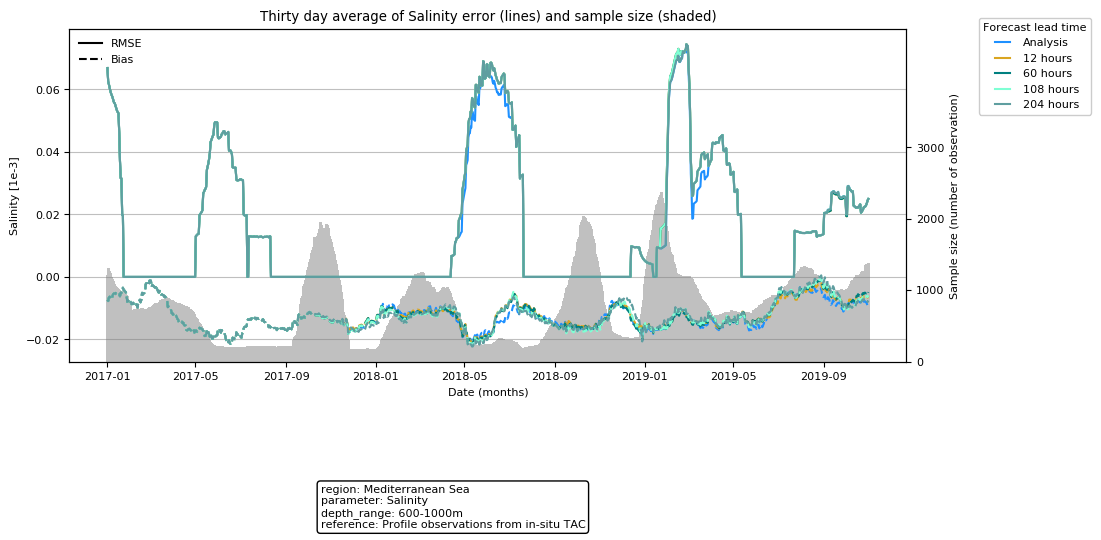 Thirty day average of Salinity error (lines) and sample size (shaded)
RMSE
Bias
Forecast lead time
Analysis
12 hours
60 hours
108 hours
204 hours
Salinity [1e-3]
0.06
0.04
0.02
0.00
−0.02
Sample size (number of observation)
3000
2000
1000
0
2017-01 2017-05 2017-09 2018-01 2018-05 2018-09 2019-01 2019-05 2019-09
Date (months)
region: Mediterranean Sea
parameter: Salinity
depth_range: 600-1000m
reference: Profile observations from in-situ TAC